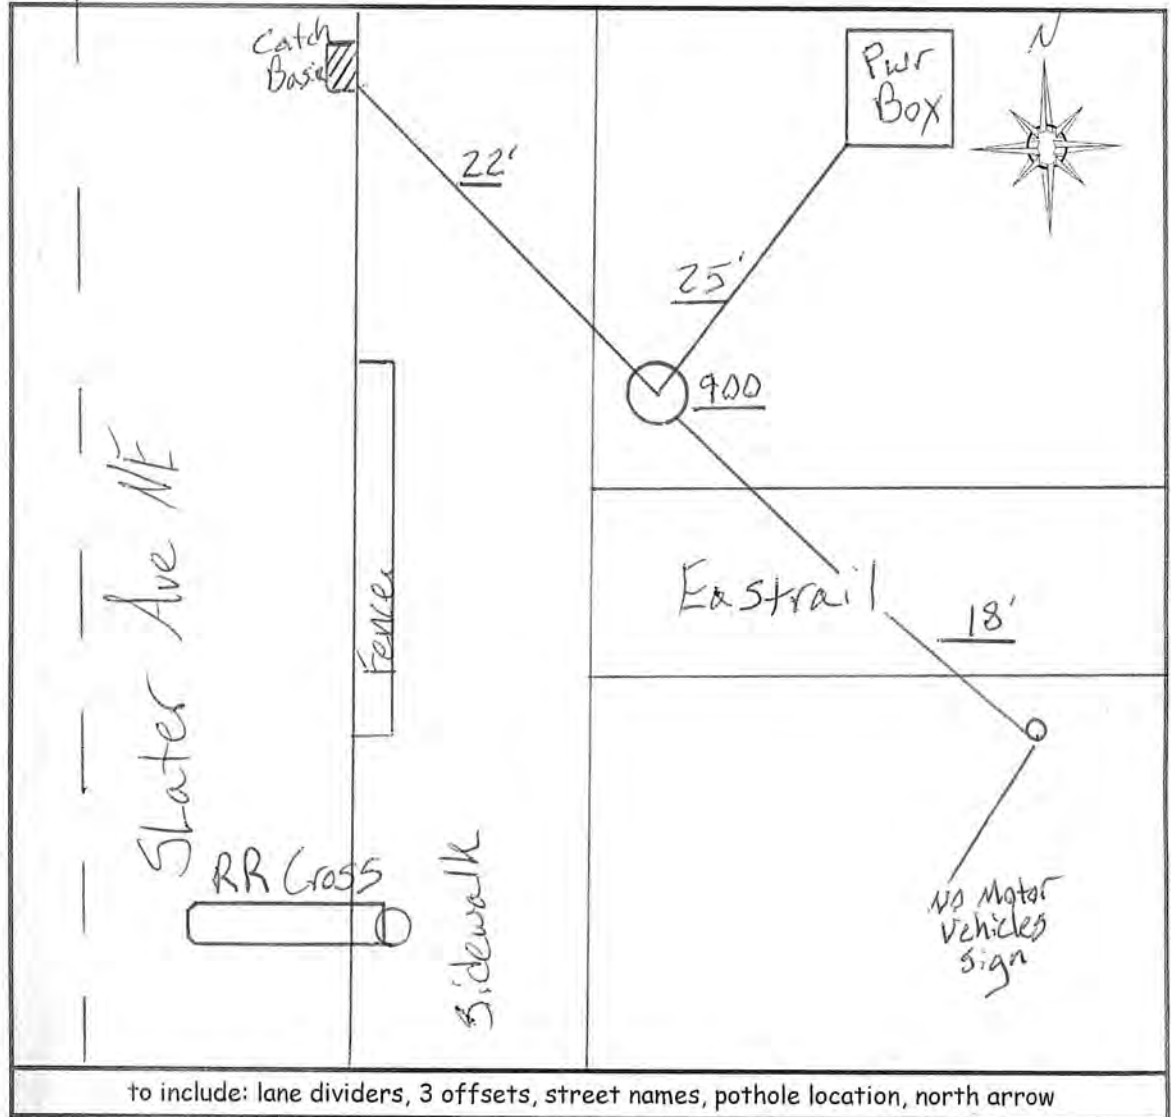 Catch
Basin
Pwr
Box
N
22'
25'
900
Slater Ave NE
Fence
Eastrail
18'
RR Cross
Sidewalk
No Motor
Vehicles
Sign
to include: lane dividers, 3 offsets, street names, pothole location, north arrow